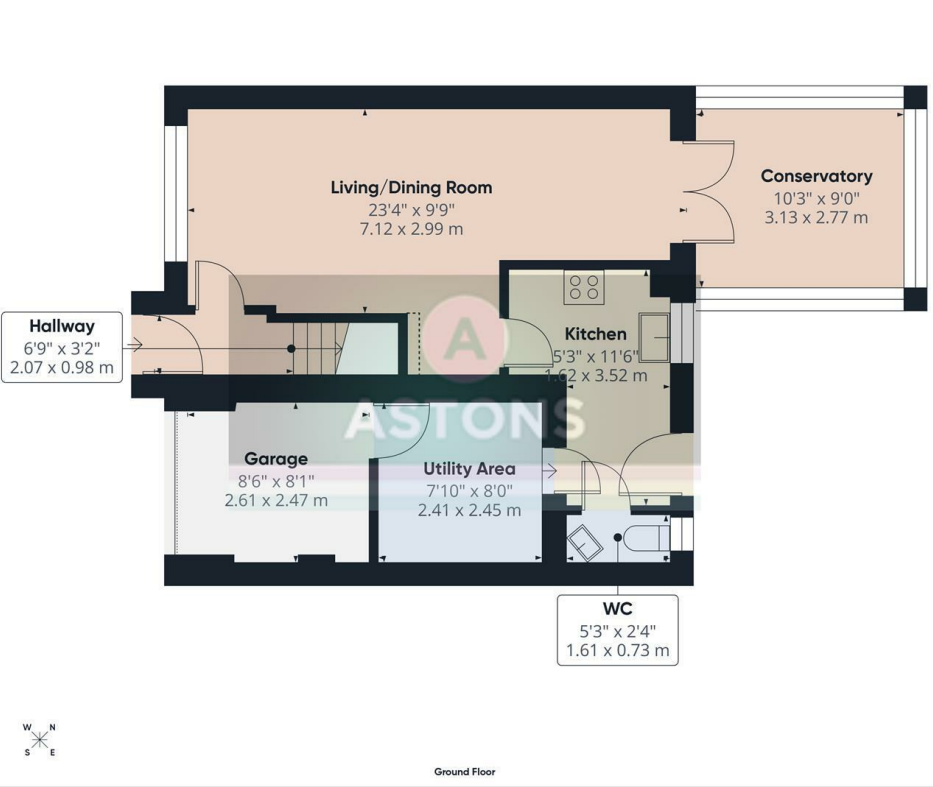 Living/Dining Room
23'4" x 9'9"
7.12 x 2.99 m
Conservatory
10'3" x 9'0"
3.13 x 2.77 m
Hallway
6'9" x 3'2"
2.07 x 0.98 m
Kitchen
5'3" x 11'6"
1.62 x 3.52 m
A
ASTONS
Garage
8'6" x 8'1"
2.61 x 2.47 m
Utility Area
7'10" x 8'0"
2.41 x 2.45 m
WC
5'3" x 2'4"
1.61 x 0.73 m
W N
S E
Ground Floor